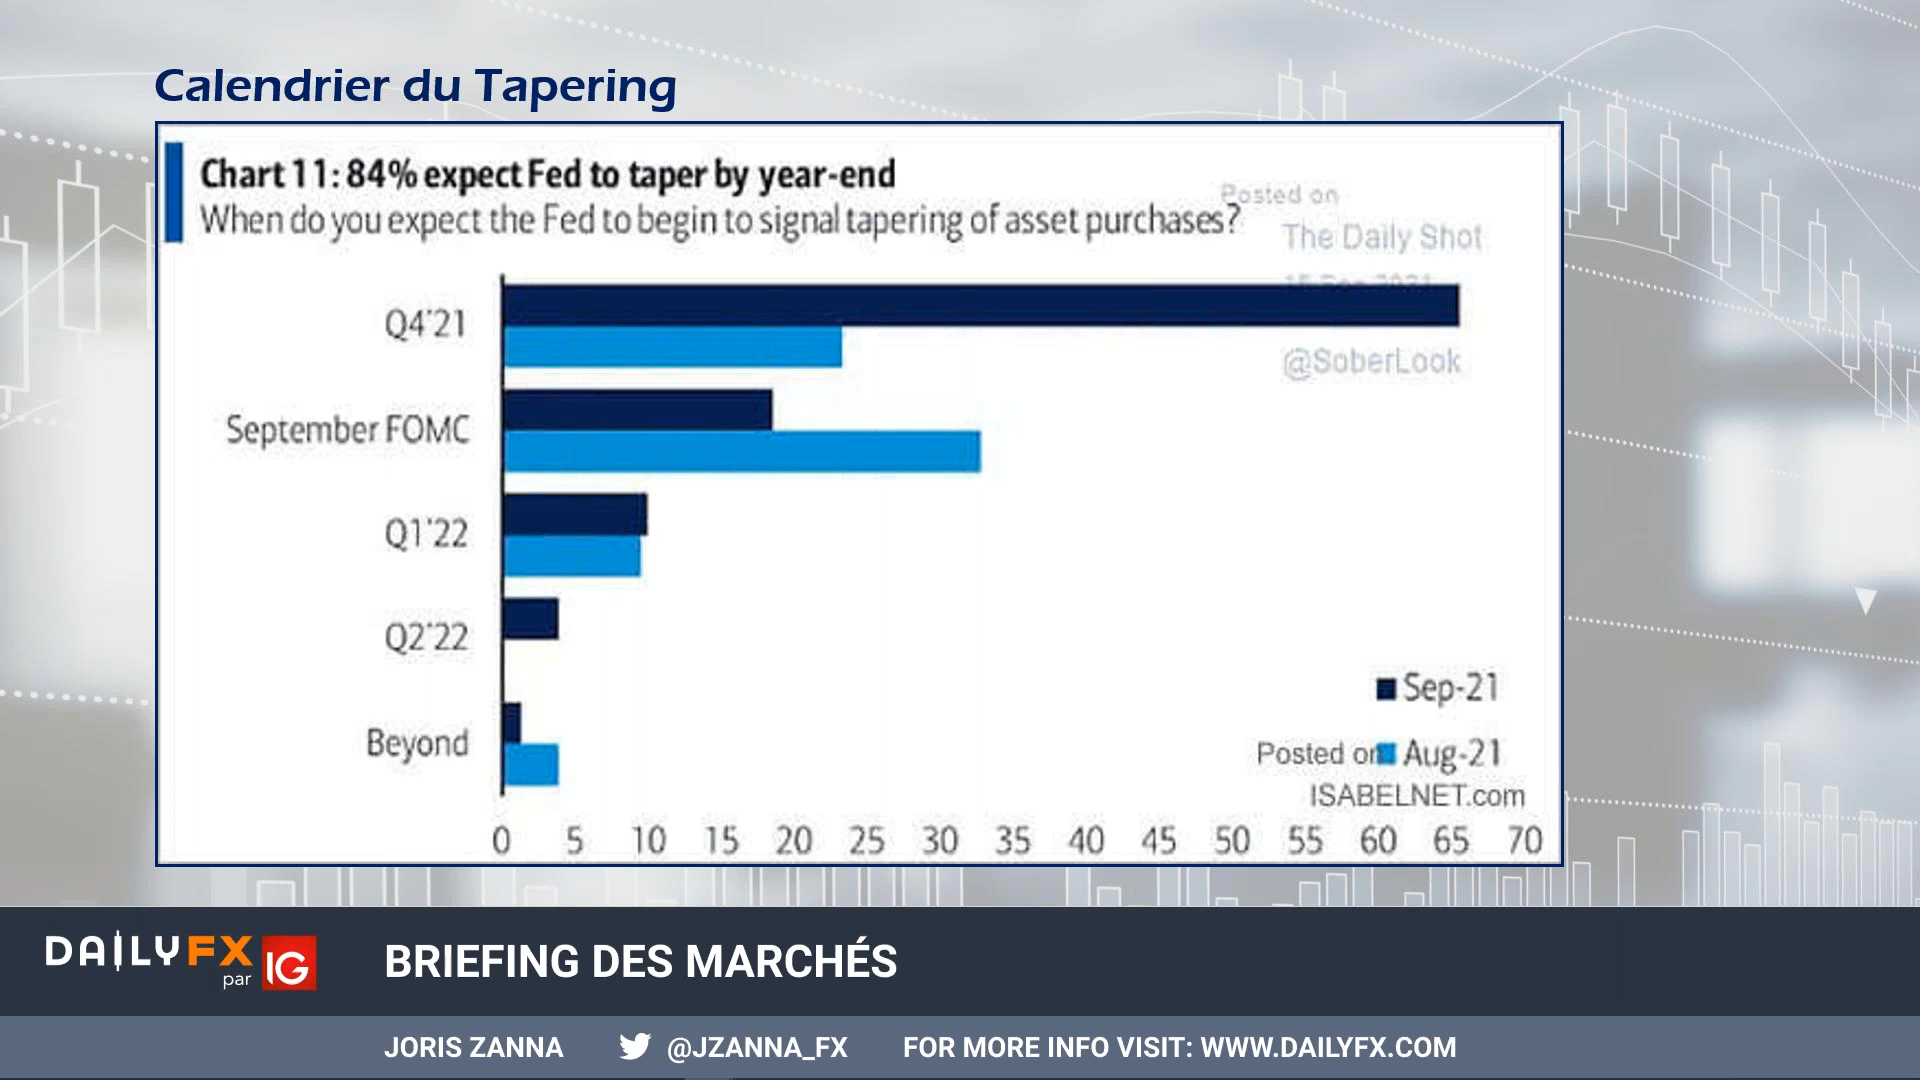 Calendrier du Tapering
Chart 11: 84% expect Fed to taper by year-end
When do you expect the Fed to begin to signal tapering of asset purchases?
Posted on
The Daily Shot
@SoberLook
Q4'21
September FOMC
Q1'22
Q2'22
Beyond
Sep-21
Aug-21
Posted on
ISABELNET.com
0 5 10 15 20 25 30 35 40 45 50 55 60 65 70
DAILYFX
par IG
BRIEFING DES MARCHÉS
JORIS ZANNA @JZANNA_FX FOR MORE INFO VISIT: WWW.DAILYFX.COM